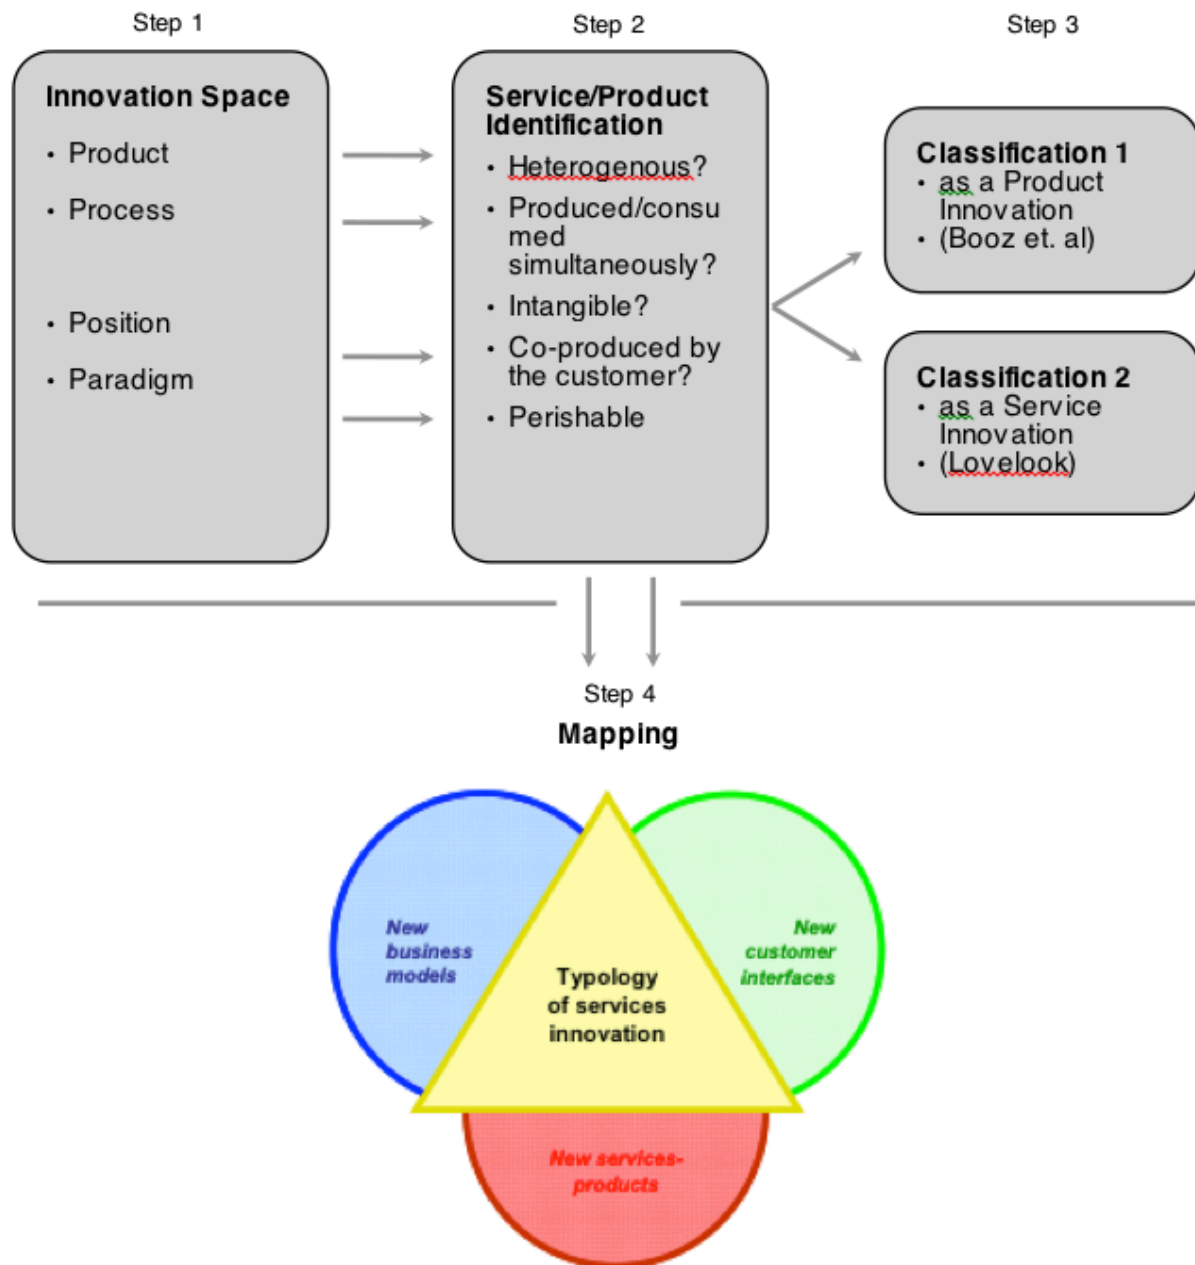 Step 1
Step 2
Step 3
Innovation Space
• Product
• Process
• Position
• Paradigm
Service/Product
Identification
• Heterogenous?
• Produced/consu
med
simultaneously?
• Intangible?
• Co-produced by
the customer?
• Perishable
Classification 1
• as a Product
Innovation
• (Booz et. al)
Classification 2
• as a Service
Innovation
• (Lovelook)
Step 4
Mapping
New
business
models
Typology
of services
innovation
New
customer
interfaces
New services-
products